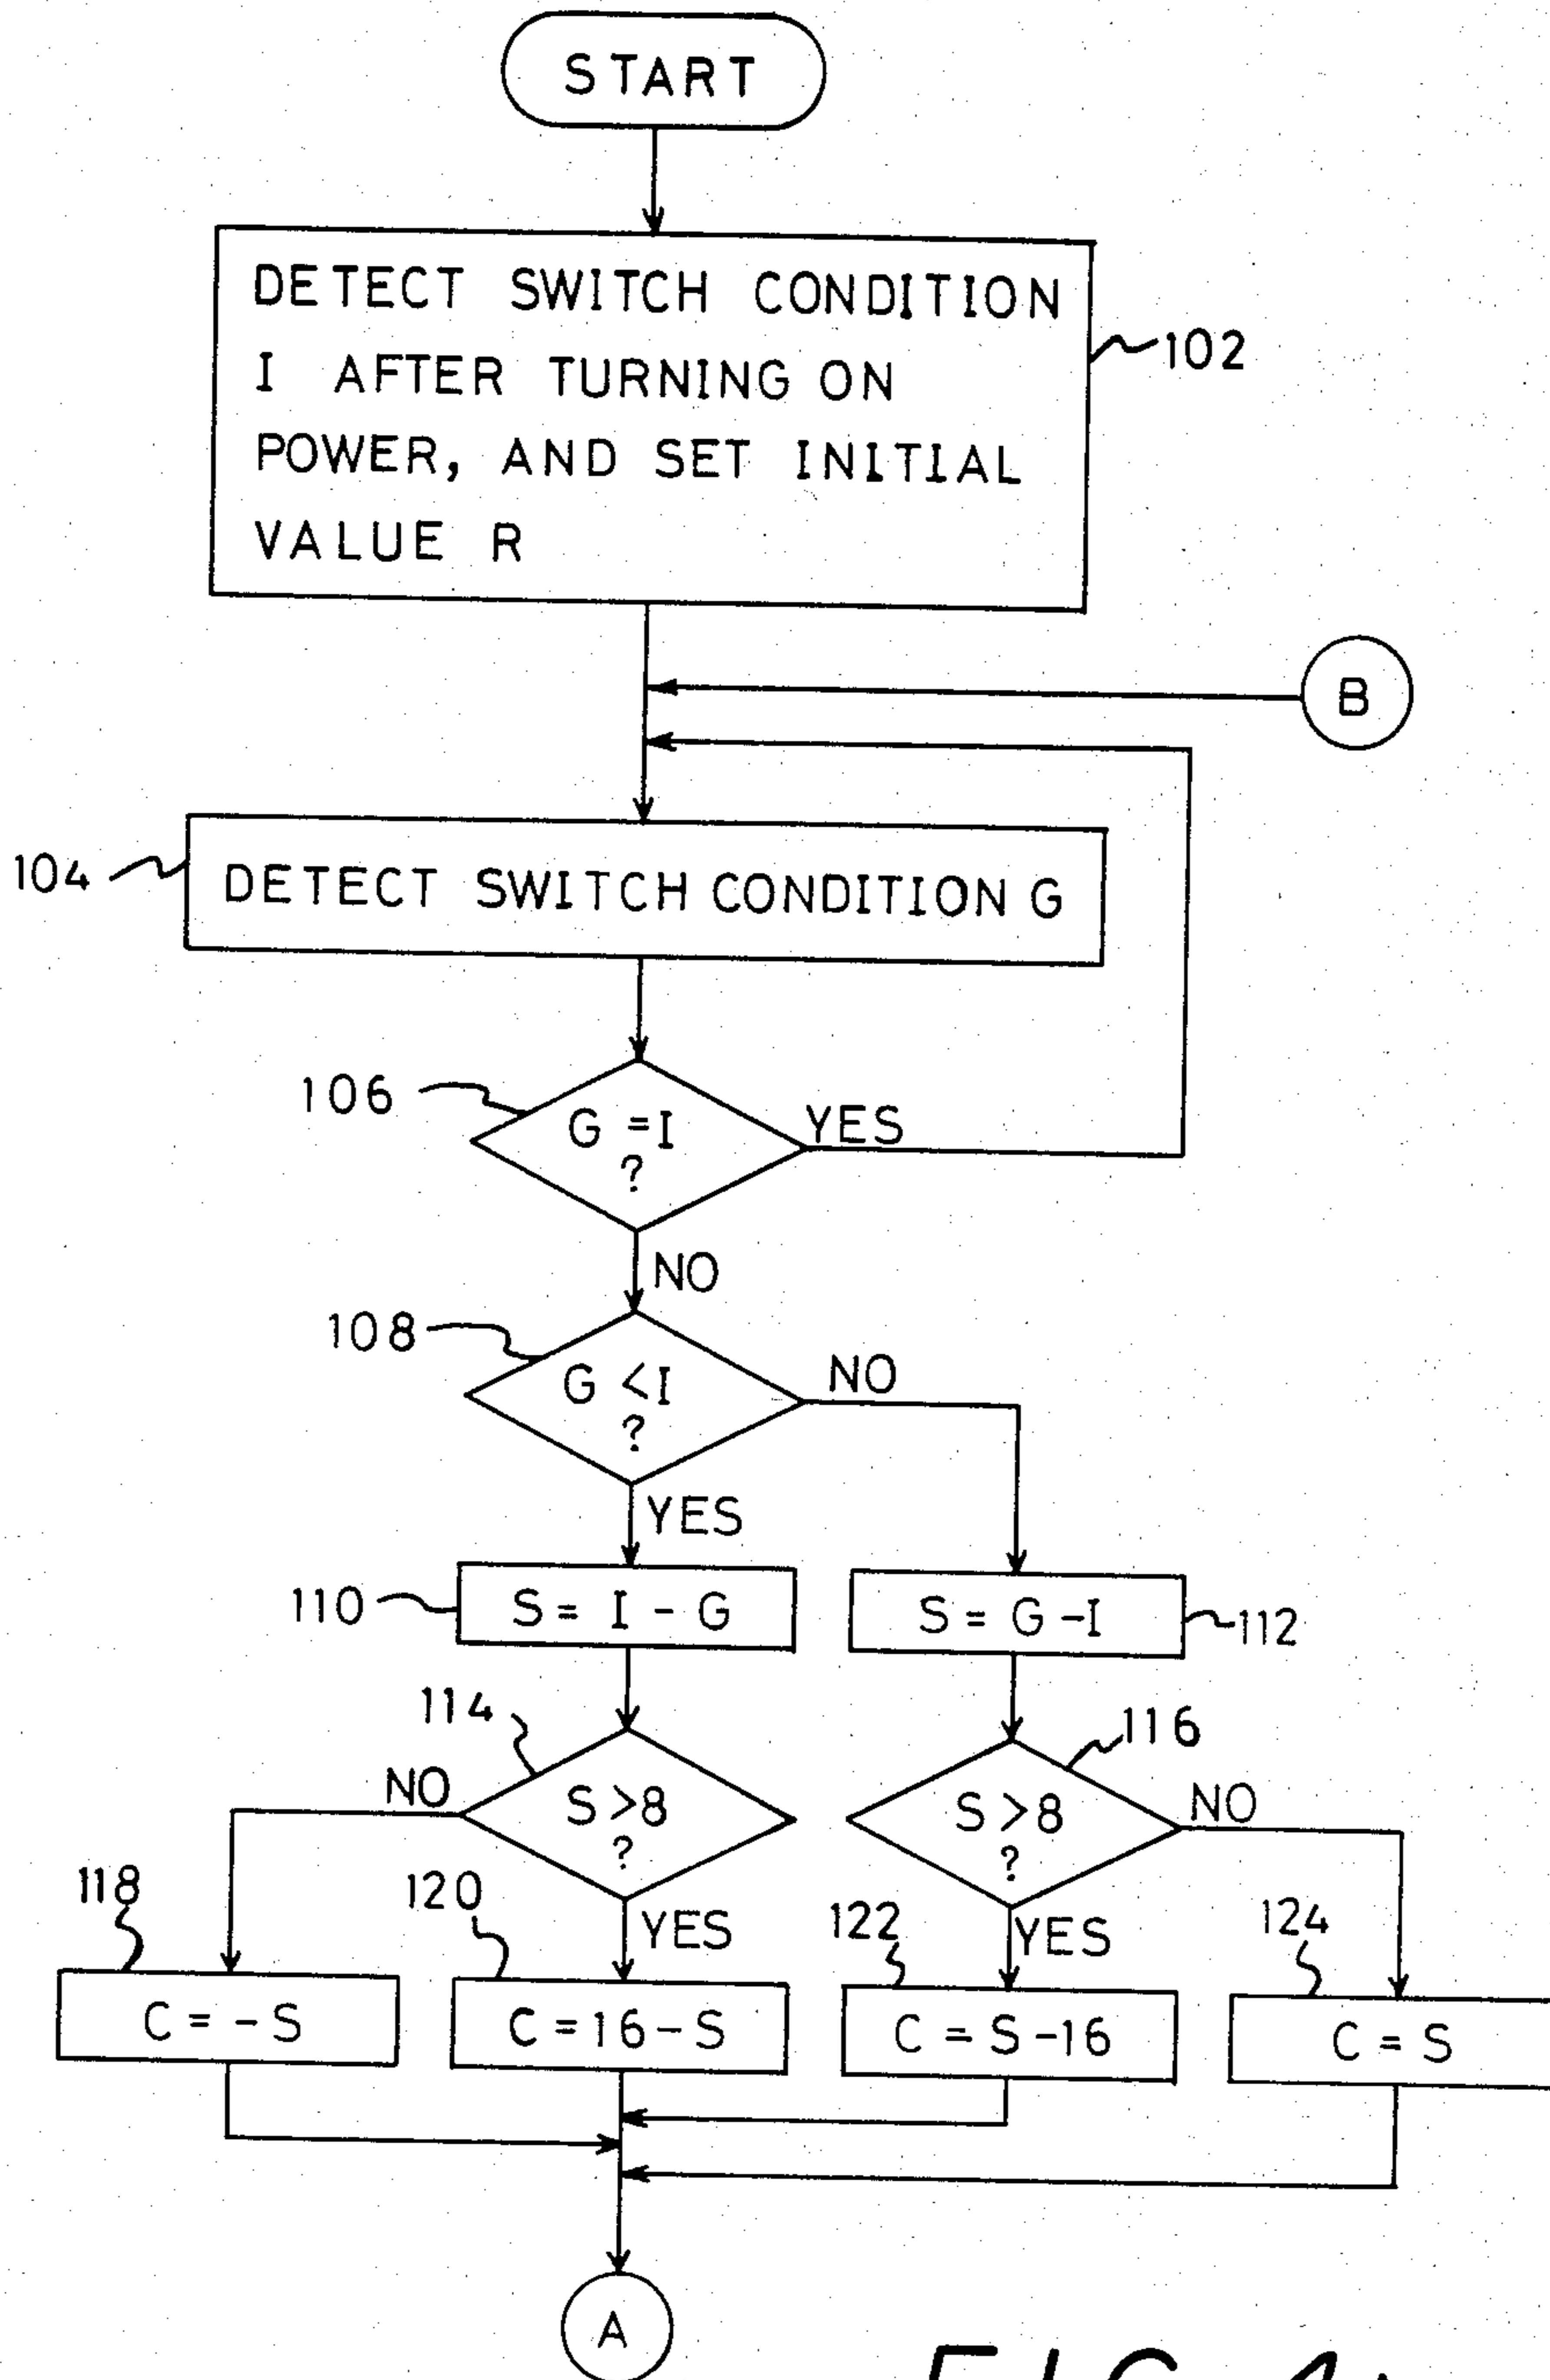 START
DETECT SWITCH CONDITION
I AFTER TURNING ON
POWER, AND SET INITIAL
VALUE R
102
B
104
DETECT SWITCH CONDITION G
106
G = I
?
YES
NO
108
G < I
?
NO
YES
110
S = I - G
S = G - I
112
114
S > 8
?
NO
YES
116
S > 8
?
NO
YES
118
C = - S
120
C = 16 - S
122
C = S - 16
124
C = S
A